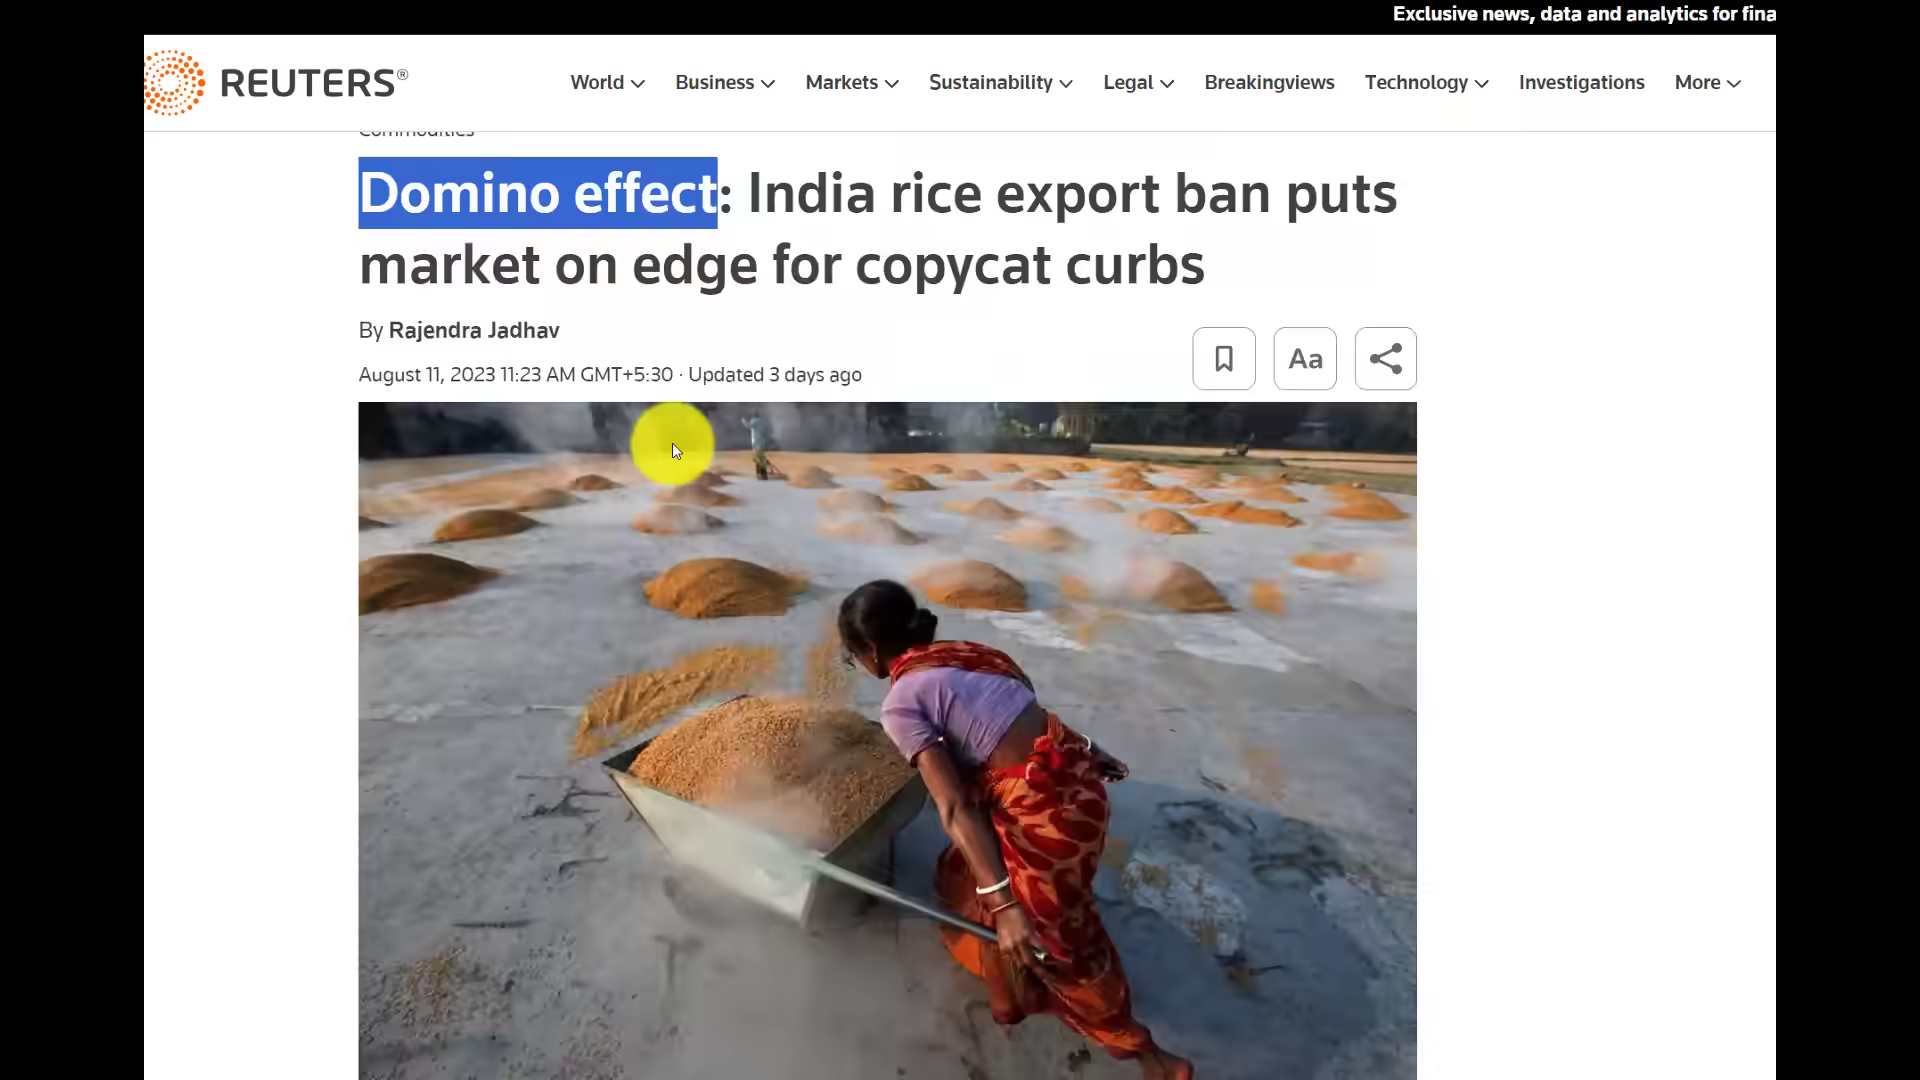 Exclusive news, data and analytics for fina
REUTERS®
World Business Markets Sustainability Legal Breakingviews Technology Investigations More
Commodities
Domino effect: India rice export ban puts
market on edge for copycat curbs
By Rajendra Jadhav
August 11, 2023 11:23 AM GMT+5:30 · Updated 3 days ago
Aa